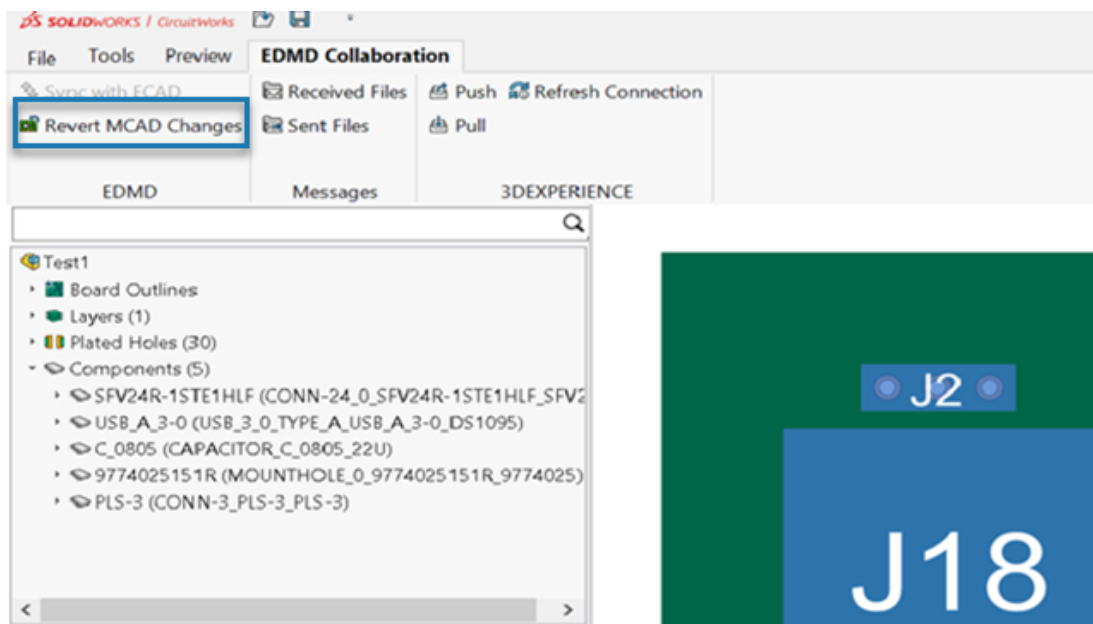 SOLIDWORKS / CircuitWorks
File Tools Preview EDMD Collaboration
Sync with ECAD Received Files Push Refresh Connection
Revert MCAD Changes Sent Files Pull
EDMD Messages 3DEXPERIENCE
Test1
Board Outlines
Layers (1)
Plated Holes (30)
Components (5)
SFV24R-1STE1HLF (CONN-24_0_SFV24R-1STE1HLF_SFV2
USB_A_3-0 (USB_3_0_TYPE_A_USB_A_3-0_DS1095)
C_0805 (CAPACITOR_C_0805_22U)
9774025151R (MOUNTHOLE_0_9774025151R_9774025)
PLS-3 (CONN-3_PLS-3_PLS-3)
J2
J18